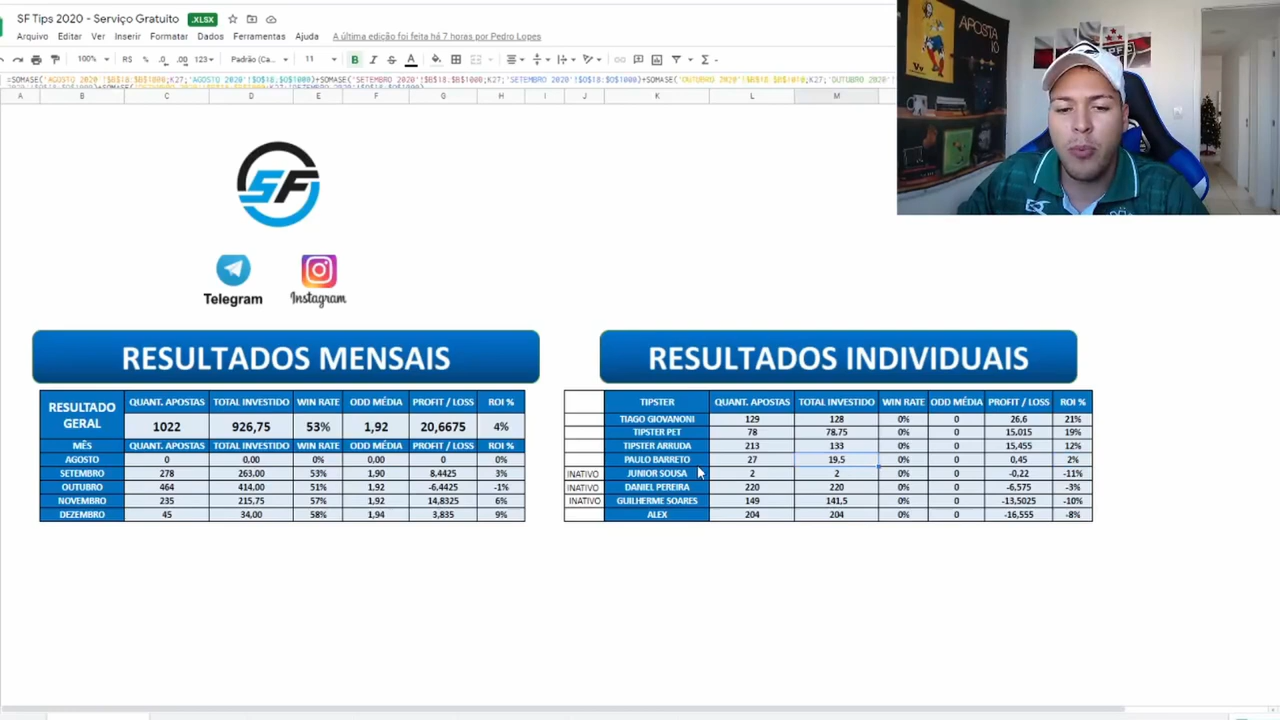 SF Tips 2020 - Serviço Gratuito .XLSX
Arquivo Editar Ver Inserir Formatar Dados Ferramentas Ajuda A última edição foi feita há 7 horas por Pedro Lopes
100% R$ % .0 .00 123 Padrão (Ca... 11 B I S A Σ
A B C D E F G H I J K L M
APOSTA
10
SF
Telegram Instagram
RESULTADOS MENSAIS
RESULTADO GERAL QUANT. APOSTAS TOTAL INVESTIDO WIN RATE ODD MÉDIA PROFIT / LOSS ROI %
1022 926,75 53% 1,92 20,6675 4%
MÊS QUANT. APOSTAS TOTAL INVESTIDO WIN RATE ODD MÉDIA PROFIT / LOSS ROI %
AGOSTO 0 0,00 0% 0,00 0 0%
SETEMBRO 278 263,00 53% 1,90 8,4425 3%
OUTUBRO 464 414,00 51% 1,92 -6,4425 -1%
NOVEMBRO 235 215,75 57% 1,92 14,8325 6%
DEZEMBRO 45 34,00 58% 1,94 3,835 9%
RESULTADOS INDIVIDUAIS
TIPSTER QUANT. APOSTAS TOTAL INVESTIDO WIN RATE ODD MÉDIA PROFIT / LOSS ROI %
TIAGO GIOVANONI 129 128 0% 0 26,6 21%
TIPSTER PET 78 78,75 0% 0 15,015 19%
TIPSTER ARRUDA 213 133 0% 0 15,455 12%
PAULO BARRETO 27 19,5 0% 0 0,45 2%
INATIVO JUNIOR SOUSA 2 2 0% 0 -0,22 -11%
INATIVO DANIEL PEREIRA 220 220 0% 0 -6,575 -3%
INATIVO GUILHERME SOARES 149 141,5 0% 0 -13,5025 -10%
ALEX 204 204 0% 0 -16,555 -8%